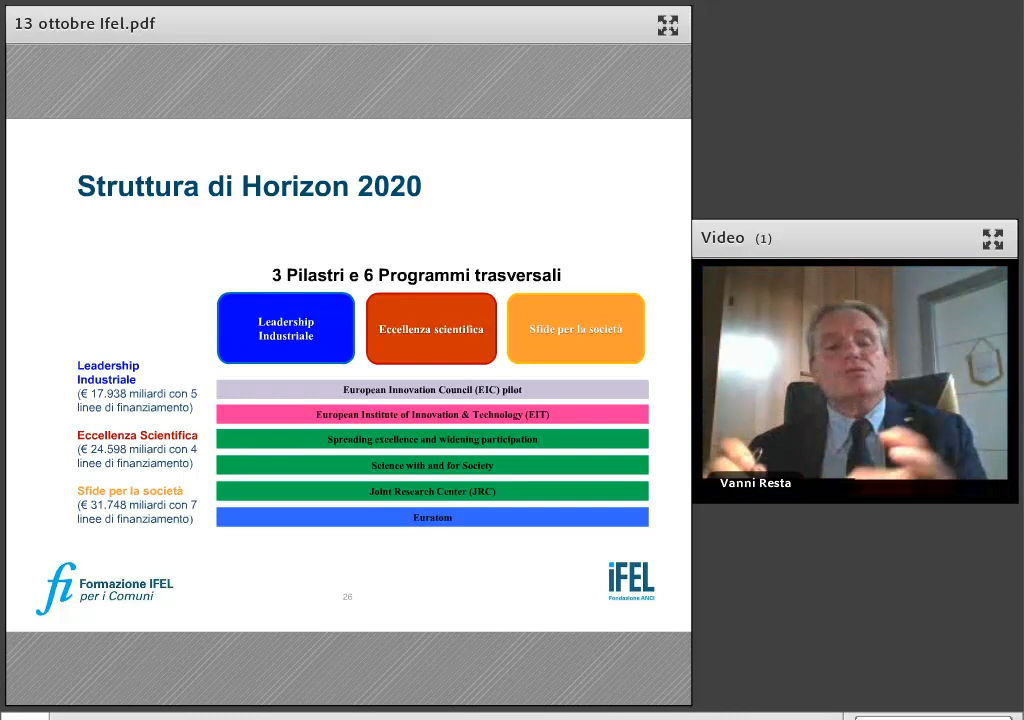 13 ottobre Ifel.pdf
Struttura di Horizon 2020
3 Pilastri e 6 Programmi trasversali
Leadership
Industriale
Eccellenza scientifica
Sfide per la società
Leadership
Industriale
(€ 17.938 miliardi con 5
linee di finanziamento)
Eccellenza Scientifica
(€ 24.598 miliardi con 4
linee di finanziamento)
Sfide per la società
(€ 31.748 miliardi con 7
linee di finanziamento)
European Innovation Council (EIC) pilot
European Institute of Innovation & Technology (EIT)
Spreading excellence and widening participation
Science with and for Society
Joint Research Center (JRC)
Euratom
fi Formazione IFEL
per i Comuni
26
iFEL
Fondazione ANCI
Video (1)
Vanni Resta